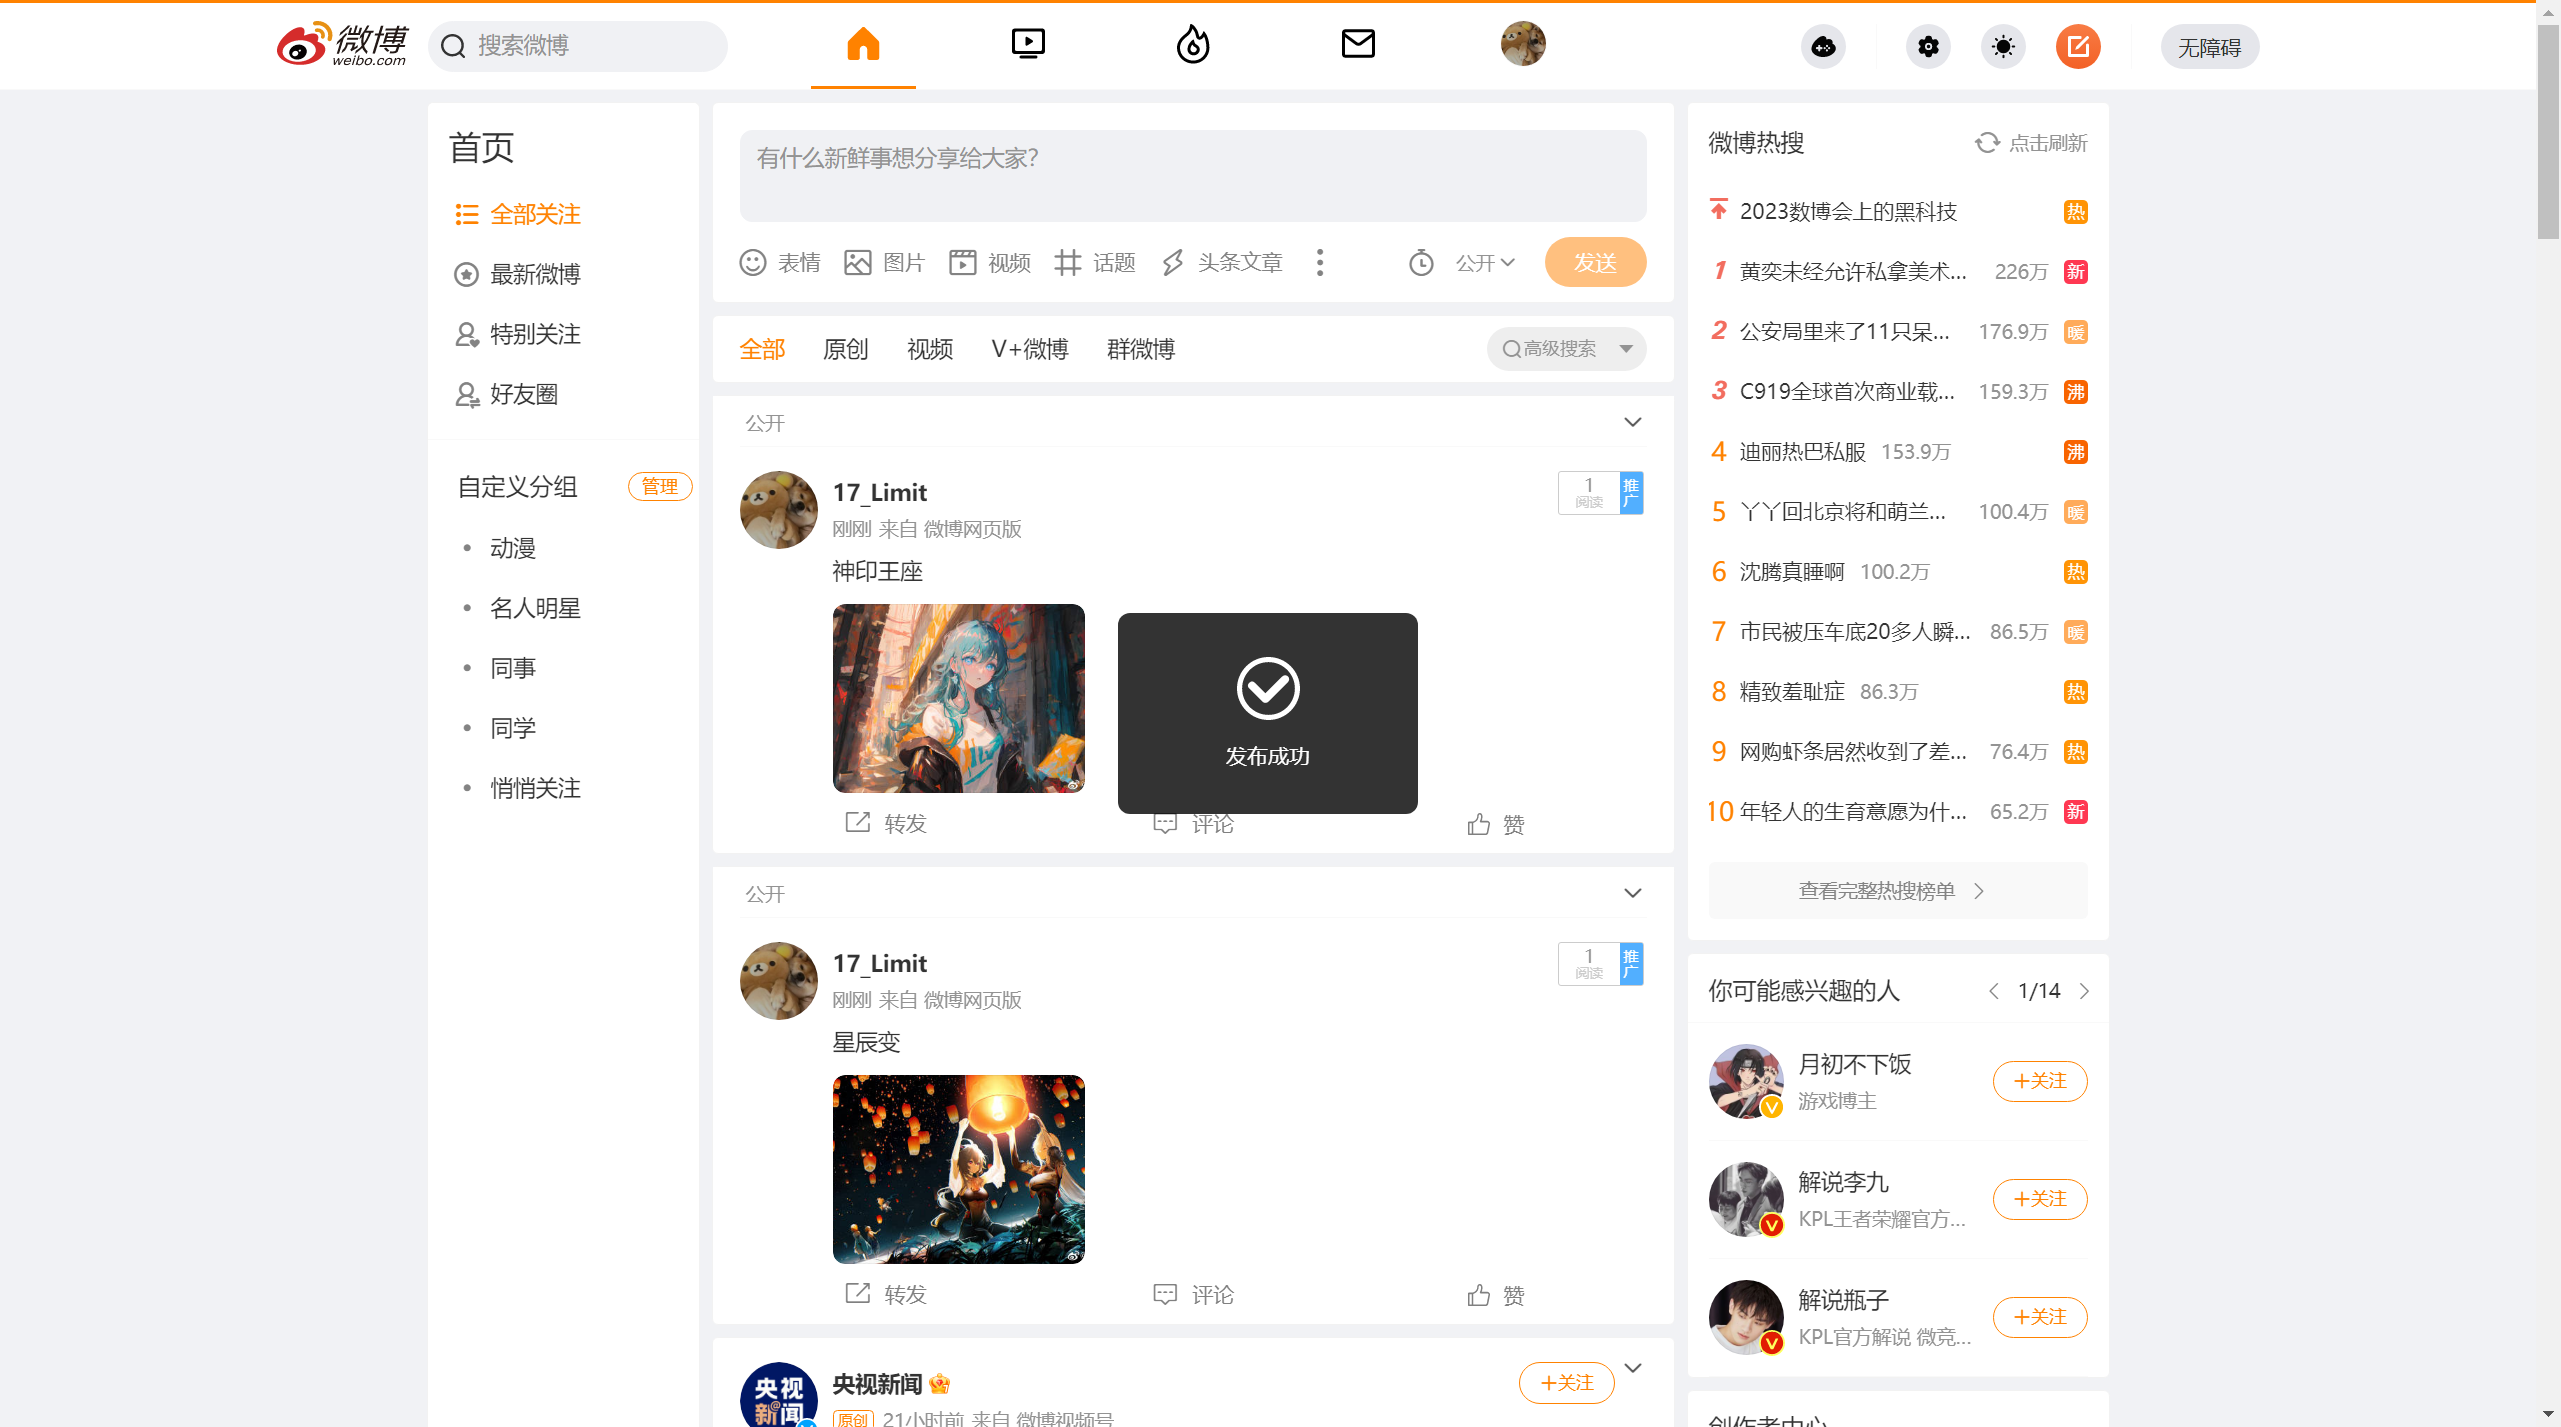 微博
weibo.com
搜索微博
无障碍
首页
全部关注
最新微博
特别关注
好友圈
自定义分组 管理
动漫
名人明星
同事
同学
悄悄关注
有什么新鲜事想分享给大家?
表情 图片 视频 话题 头条文章 公开 发送
全部 原创 视频 V+微博 群微博 高级搜索
公开
17_Limit
1 阅读 推广
刚刚 来自 微博网页版
神印王座
发布成功
转发 评论 赞
公开
17_Limit
1 阅读 推广
刚刚 来自 微博网页版
星辰变
转发 评论 赞
央视新闻
央视新闻 +关注
原创 21小时前 来自 微博视频号
微博热搜 点击刷新
2023数博会上的黑科技 热
1 黄奕未经允许私拿美术... 226万 新
2 公安局里来了11只呆... 176.9万 暖
3 C919全球首次商业载... 159.3万 沸
4 迪丽热巴私服 153.9万 沸
5 丫丫回北京将和萌兰... 100.4万 暖
6 沈腾真睡啊 100.2万 热
7 市民被压车底20多人瞬... 86.5万 暖
8 精致羞耻症 86.3万 热
9 网购虾条居然收到了差... 76.4万 热
10 年轻人的生育意愿为什... 65.2万 新
查看完整热搜榜单
你可能感兴趣的人 1/14
月初不下饭
游戏博主
+关注
解说李九
KPL王者荣耀官方...
+关注
解说瓶子
KPL官方解说 微竞...
+关注
创作者中心